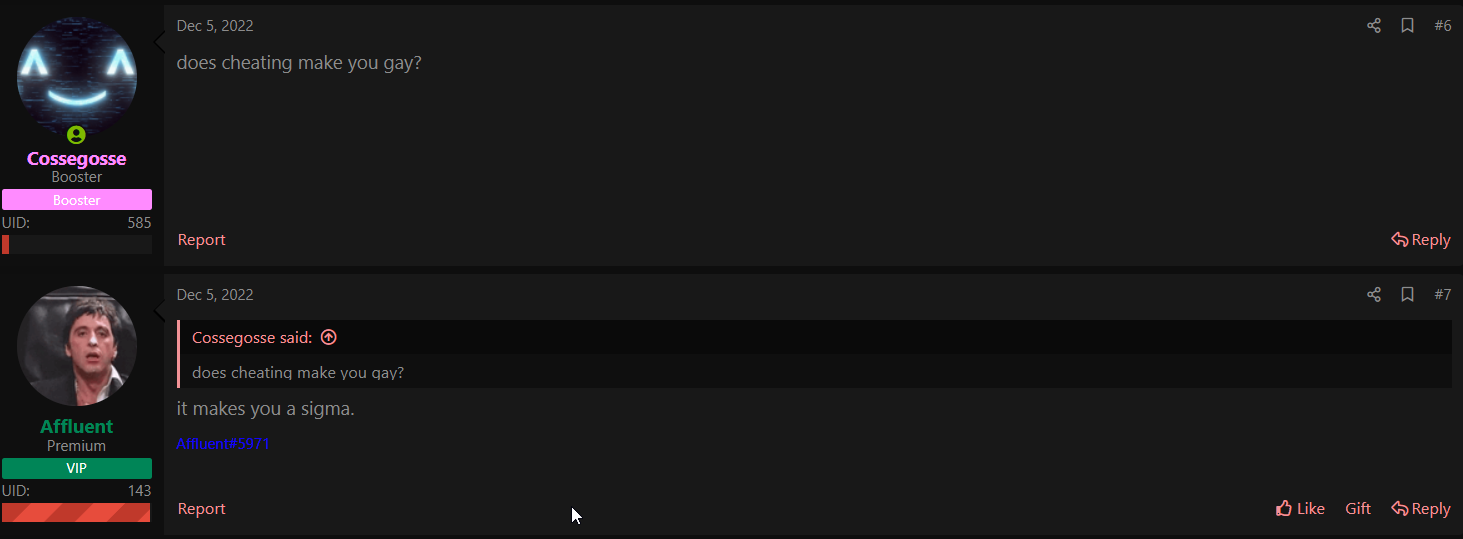 Dec 5, 2022 #6
does cheating make you gay?
Cossegosse
Booster
Booster
UID: 585
Report Reply
Dec 5, 2022 #7
Cossegosse said:
does cheating make you gay?
it makes you a sigma.
Affluent#5971
Affluent
Premium
VIP
UID: 143
Report Like Gift Reply